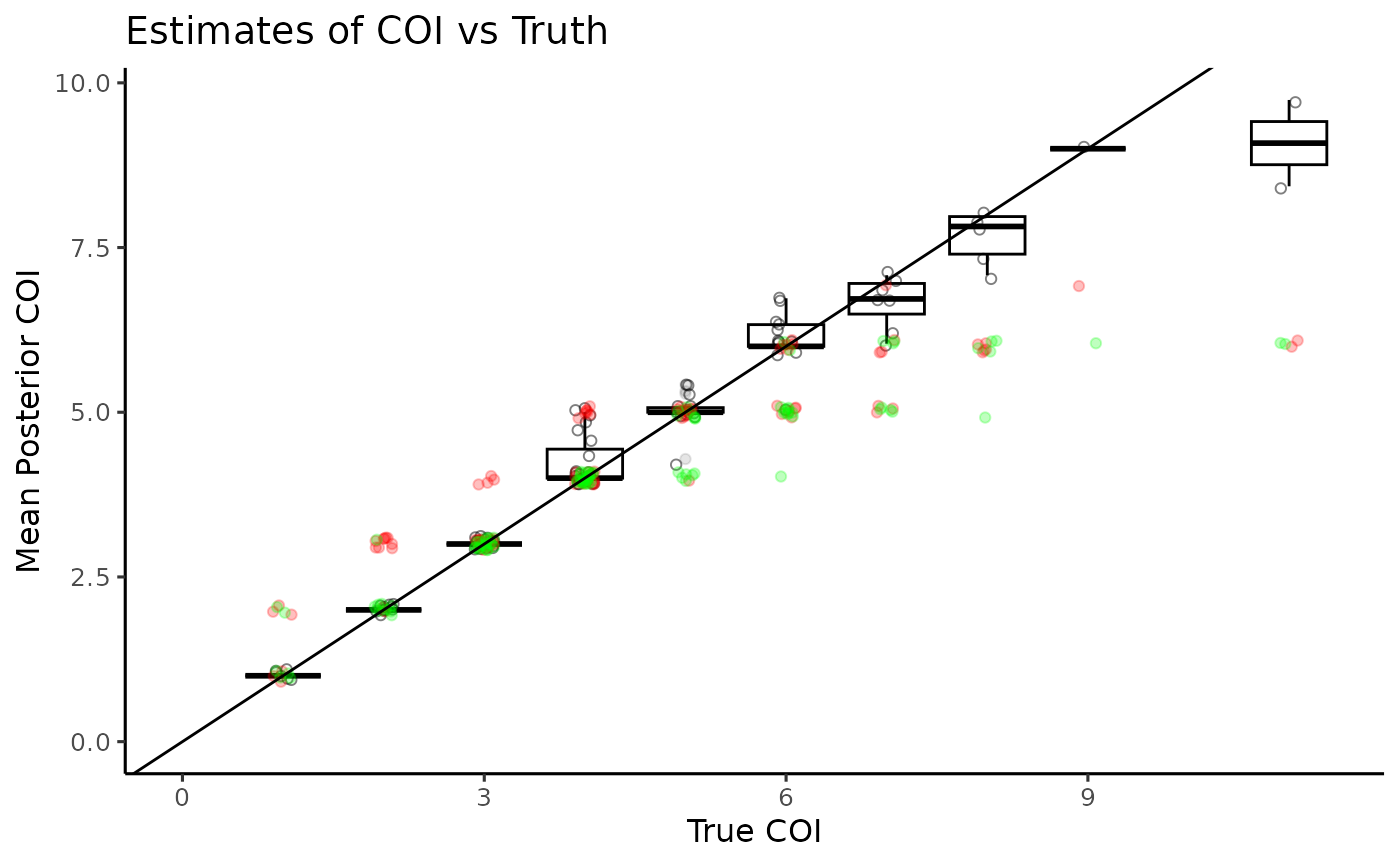 Estimates of COI vs Truth
Mean Posterior COI
10.0
7.5
5.0
2.5
0.0
0 3 6 9
True COI